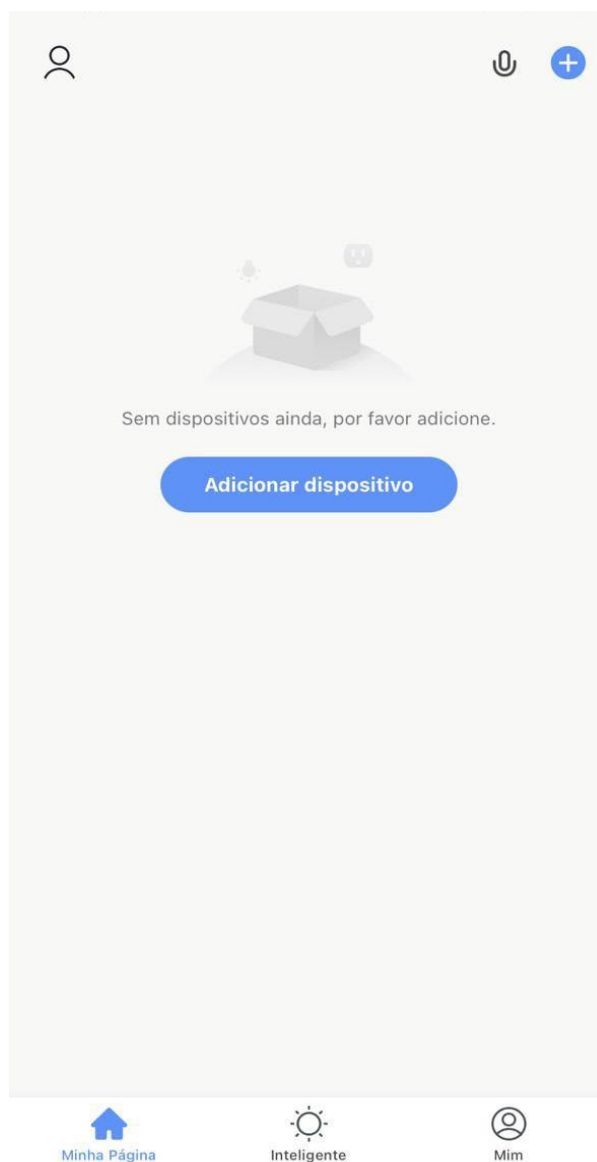 Sem dispositivos ainda, por favor adicione.
Adicionar dispositivo
Minha Página
Inteligente
Mim